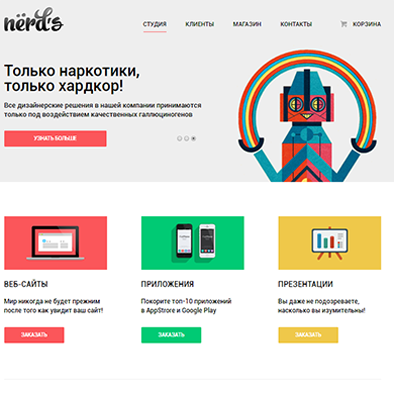 nёrd's
СТУДИЯ КЛИЕНТЫ МАГАЗИН КОНТАКТЫ КОРЗИНА
Только наркотики,
только хардкор!
Все дизайнерские решения в нашей компании принимаются
только под воздействием качественных галлюциногенов
УЗНАТЬ БОЛЬШЕ
ВЕБ-САЙТЫ
Мир никогда не будет прежним
после того как увидит ваш сайт!
ЗАКАЗАТЬ
ПРИЛОЖЕНИЯ
Покорите топ-10 приложений
в AppStrore и Google Play
ЗАКАЗАТЬ
ПРЕЗЕНТАЦИИ
Вы даже не подозреваете,
насколько вы изумительны!
ЗАКАЗАТЬ